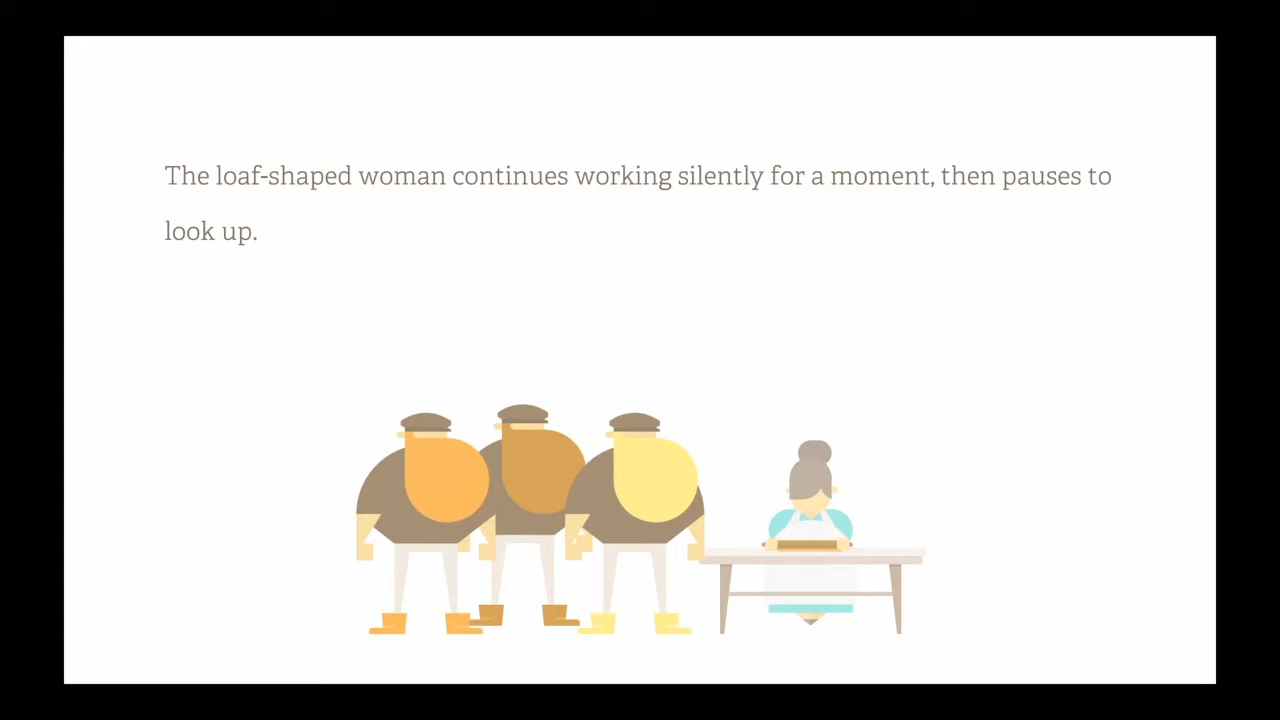 The loaf-shaped woman continues working silently for a moment, then pauses to
look up.